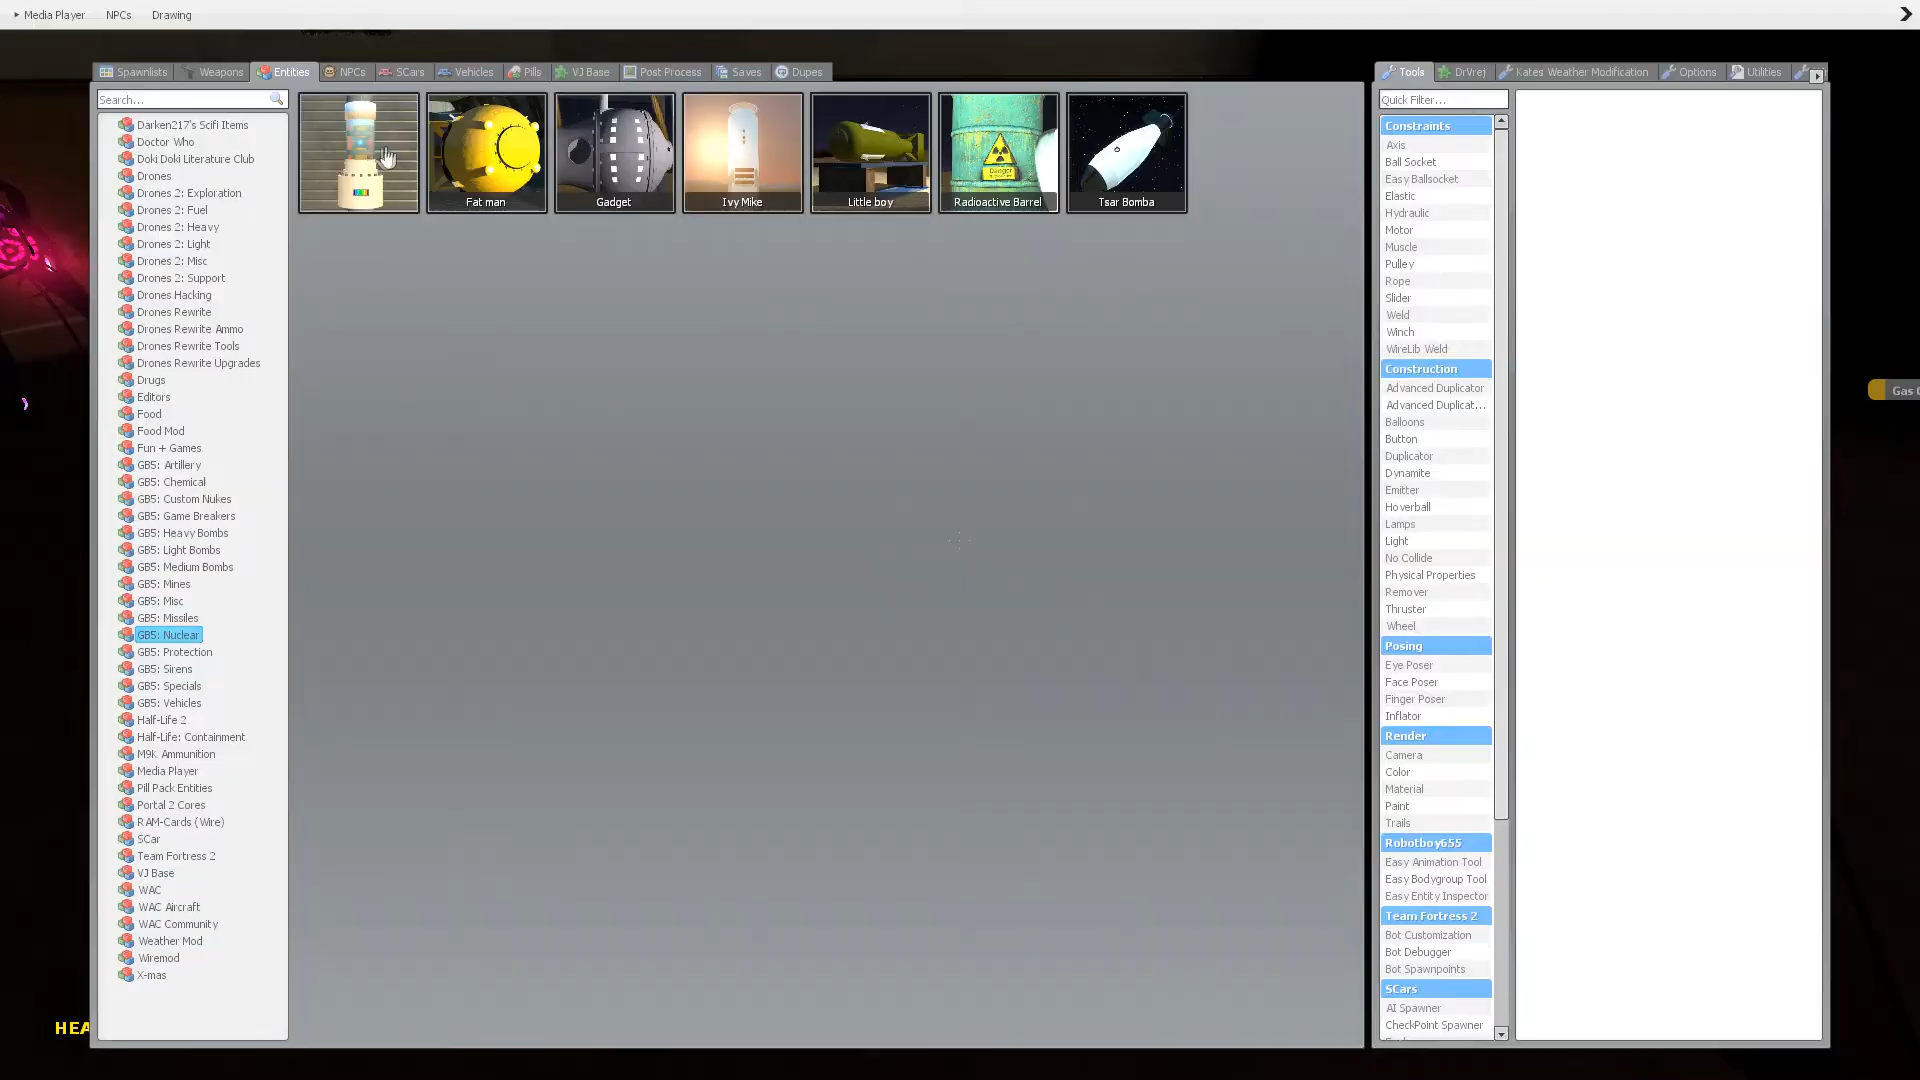 Media Player NPCs Drawing
Spawnlists Weapons Entities NPCs SCars Vehicles Pills VJ Base Post Process Saves Dupes
Search...
Darken217's Scifi Items
Doctor Who
Doki Doki Literature Club
Drones
Drones 2: Exploration
Drones 2: Fuel
Drones 2: Heavy
Drones 2: Light
Drones 2: Misc
Drones 2: Support
Drones Hacking
Drones Rewrite
Drones Rewrite Ammo
Drones Rewrite Tools
Drones Rewrite Upgrades
Drugs
Editors
Food
Food Mod
Fun + Games
GB5: Artillery
GB5: Chemical
GB5: Custom Nukes
GB5: Game Breakers
GB5: Heavy Bombs
GB5: Light Bombs
GB5: Medium Bombs
GB5: Mines
GB5: Misc
GB5: Missiles
GB5: Nuclear
GB5: Protection
GB5: Sirens
GB5: Specials
GB5: Vehicles
Half-Life 2
Half-Life: Containment
M9K Ammunition
Media Player
Pill Pack Entities
Portal 2 Cores
RAM-Cards (Wire)
SCar
Team Fortress 2
VJ Base
WAC
WAC Aircraft
WAC Community
Weather Mod
Wiremod
X-mas
HEA
Fat man
Gadget
Ivy Mike
Little boy
Danger
Radioactive Barrel
Tsar Bomba
Tools DrVrej Kates Weather Modification Options Utilities
Quick Filter...
Constraints
Axis
Ball Socket
Easy Ballsocket
Elastic
Hydraulic
Motor
Muscle
Pulley
Rope
Slider
Weld
Winch
WireLib Weld
Construction
Advanced Duplicator
Advanced Duplicat...
Balloons
Button
Duplicator
Dynamite
Emitter
Hoverball
Lamps
Light
No Collide
Physical Properties
Remover
Thruster
Wheel
Posing
Eye Poser
Face Poser
Finger Poser
Inflator
Render
Camera
Color
Material
Paint
Trails
Robotboy655
Easy Animation Tool
Easy Bodygroup Tool
Easy Entity Inspector
Team Fortress 2
Bot Customization
Bot Debugger
Bot Spawnpoints
SCars
AI Spawner
CheckPoint Spawner
Gas